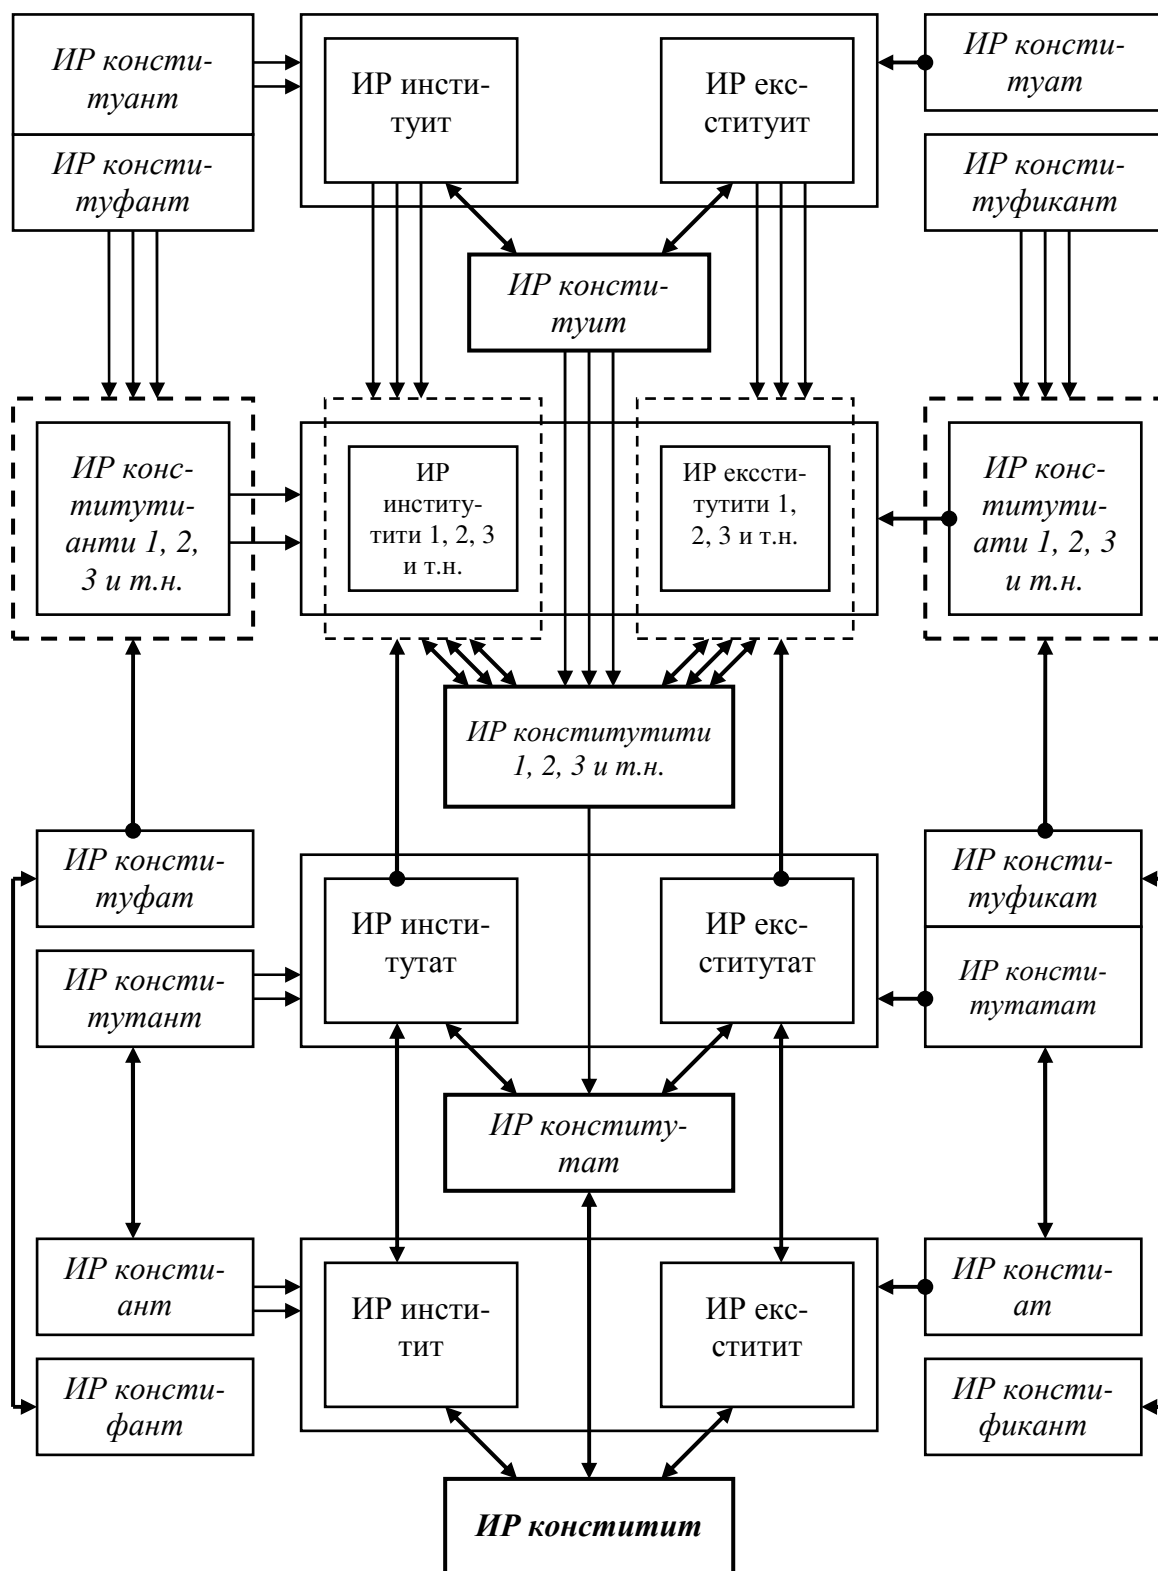 ИР консти-
туант
ИР инсти-
туит
ИР екс-
ституит
ИР консти-
туат
ИР консти-
туфант
ИР консти-
туфикант
ИР консти-
туит
ИР конс-
титути-
анти 1, 2,
3 и т.н.
ИР
институ-
тити 1, 2, 3
и т.н.
ИР ексcти-
тутити 1,
2, 3 и т.н.
ИР конс-
титути-
ати 1, 2, 3
и т.н.
ИР конститутити
1, 2, 3 и т.н.
ИР консти-
туфат
ИР инсти-
тутат
ИР екс-
ститутат
ИР консти-
туфикат
ИР консти-
тутант
ИР консти-
тутатат
ИР конститу-
тат
ИР консти-
ант
ИР инсти-
тит
ИР екс-
ститит
ИР консти-
ат
ИР консти-
фант
ИР консти-
фикант
ИР конститит